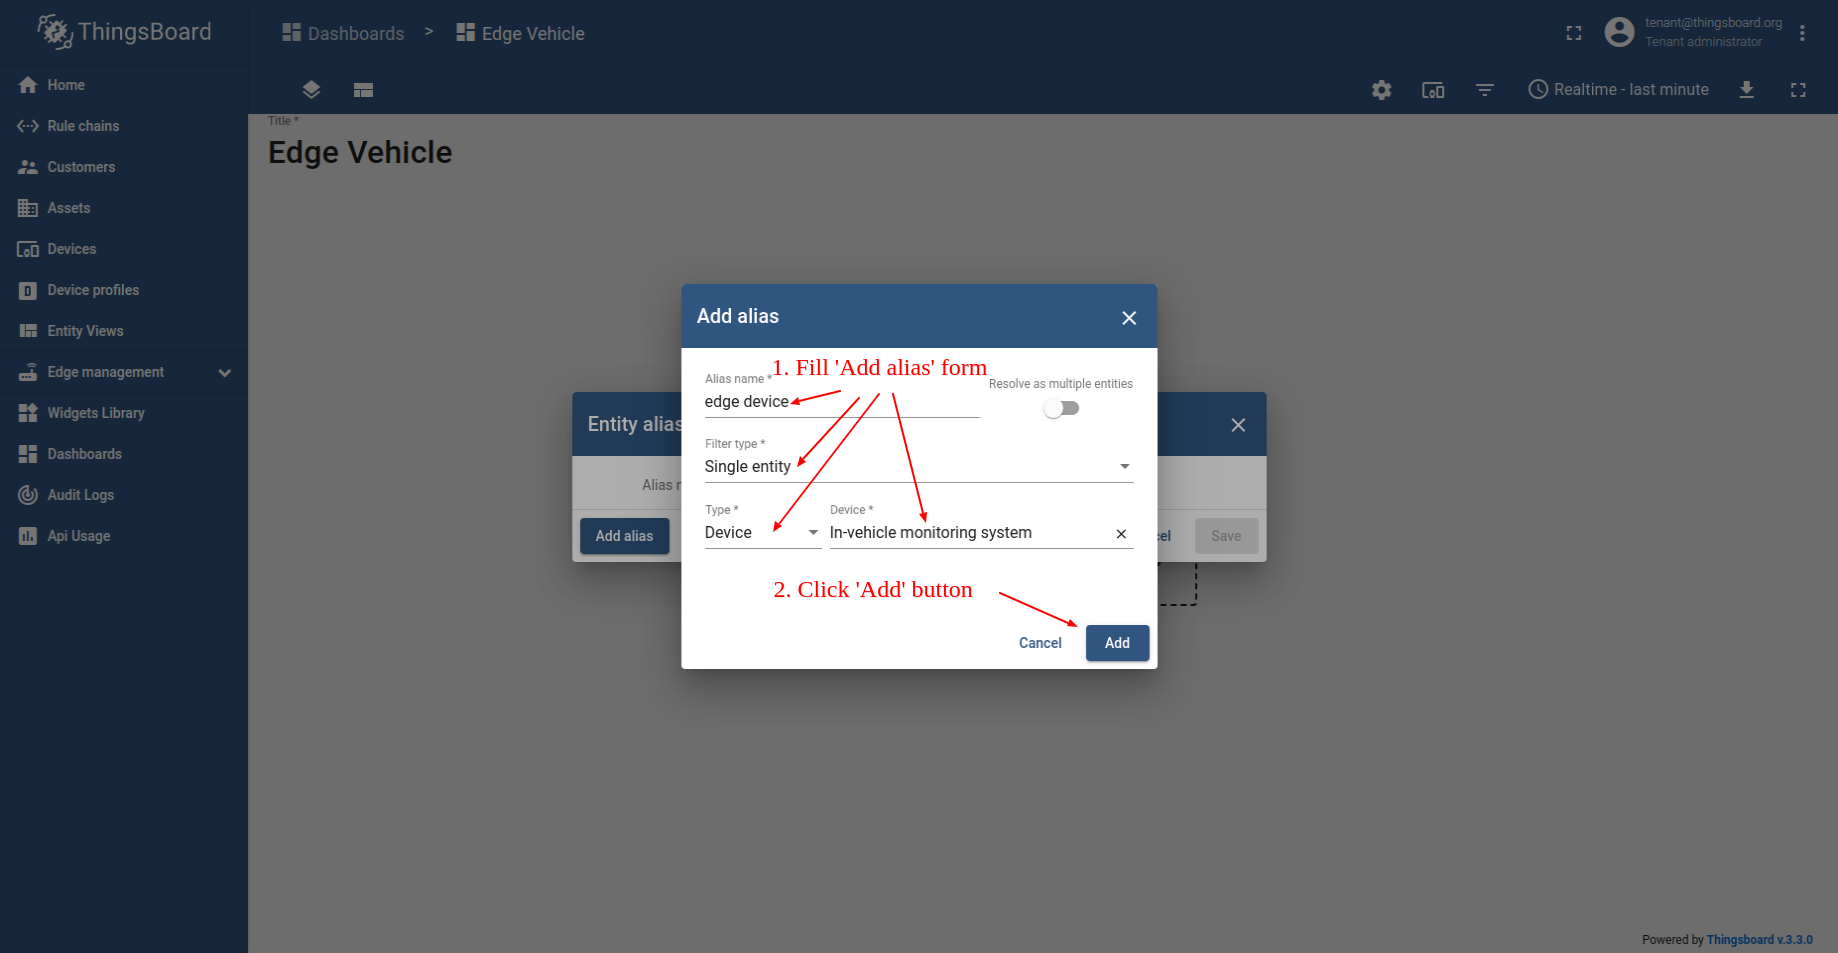 ThingsBoard
Dashboards > Edge Vehicle
tenant@thingsboard.org
Tenant administrator
Realtime - last minute
Home
Rule chains
Customers
Assets
Devices
Device profiles
Entity Views
Edge management
Widgets Library
Dashboards
Audit Logs
Api Usage
Title *
Edge Vehicle
Add alias
1. Fill 'Add alias' form
Alias name *
Resolve as multiple entities
edge device
Filter type *
Single entity
Type *
Device *
Device
In-vehicle monitoring system
2. Click 'Add' button
Cancel
Add
Entity alias
Alias
Add alias
Save
Powered by Thingsboard v.3.3.0